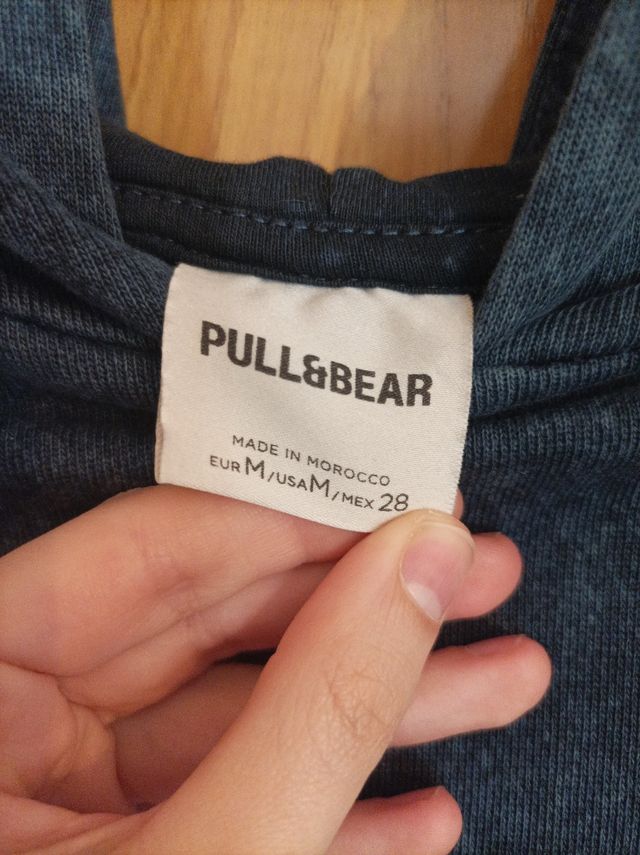 PULL&BEAR
MADE IN MOROCCO
EUR M/USA M/MEX 28